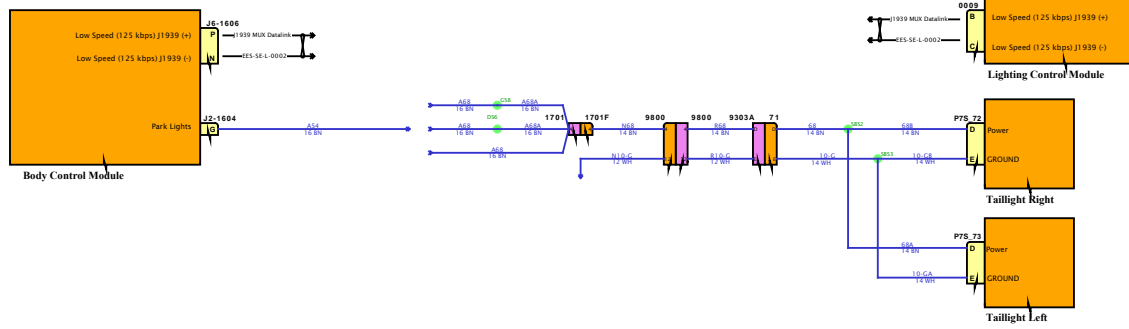 J6-1606
Low Speed (125 kbps) J1939 (+)
P
J1939 MUX Datalink
Low Speed (125 kbps) J1939 (-)
N
EES-SE-L-0002
J2-1604
Park Lights
G
A54
16 BN
Body Control Module
0009
J1939 MUX Datalink
B
Low Speed (125 kbps) J1939 (+)
EES-SE-L-0002
C
Low Speed (125 kbps) J1939 (-)
Lighting Control Module
A68
16 BN
GS8
A68A
16 BN
DS6
A68
16 BN
A68A
16 BN
A68
16 BN
1701
1701F
N68
14 BN
9800
9800
R68
14 BN
9303A
71
68
14 BN
SBS2
68B
14 BN
N10-G
12 WH
R10-G
12 WH
10-G
14 WH
SBS3
10-GB
14 WH
P7S_72
D
Power
E
GROUND
Taillight Right
P7S_73
68A
14 BN
D
Power
10-GA
14 WH
E
GROUND
Taillight Left